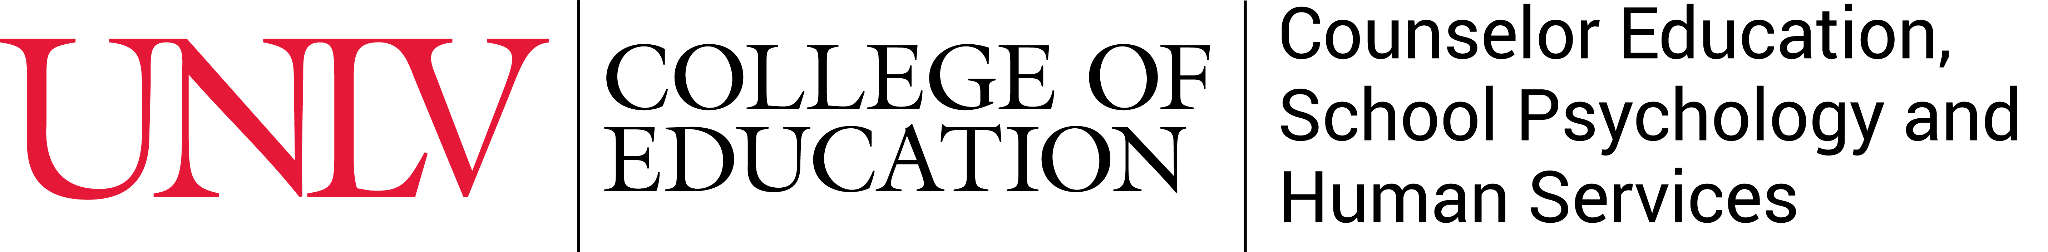 UNLV
COLLEGE OF
EDUCATION
Counselor Education,
School Psychology and
Human Services